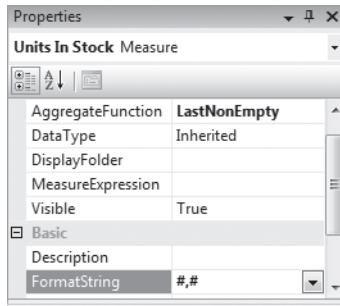 Properties
Units In Stock Measure
AggregateFunction LastNonEmpty
DataType Inherited
DisplayFolder
MeasureExpression
Visible True
Basic
Description
FormatString #,#